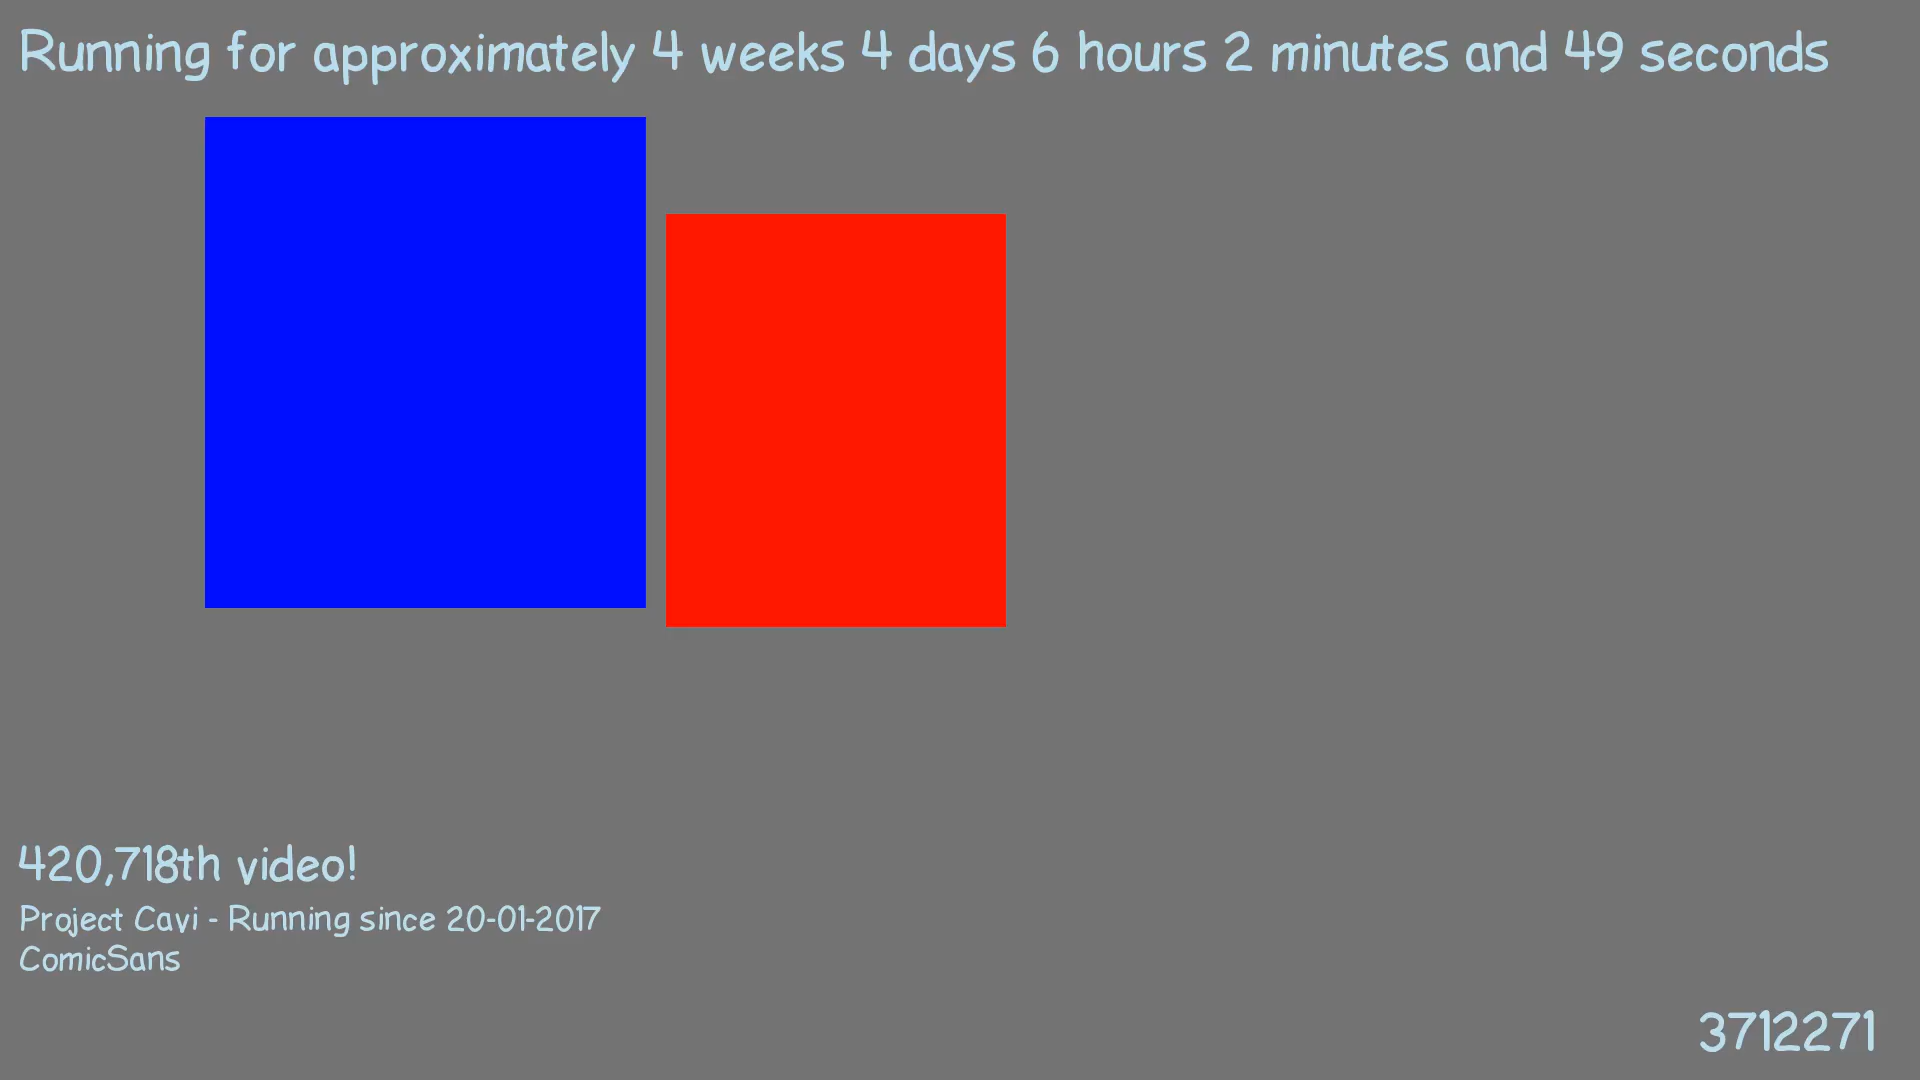 Running for approximately 4 weeks 4 days 6 hours 2 minutes and 49 seconds
420,718th video!
Project Cavi - Running since 20-01-2017
ComicSans
3712271